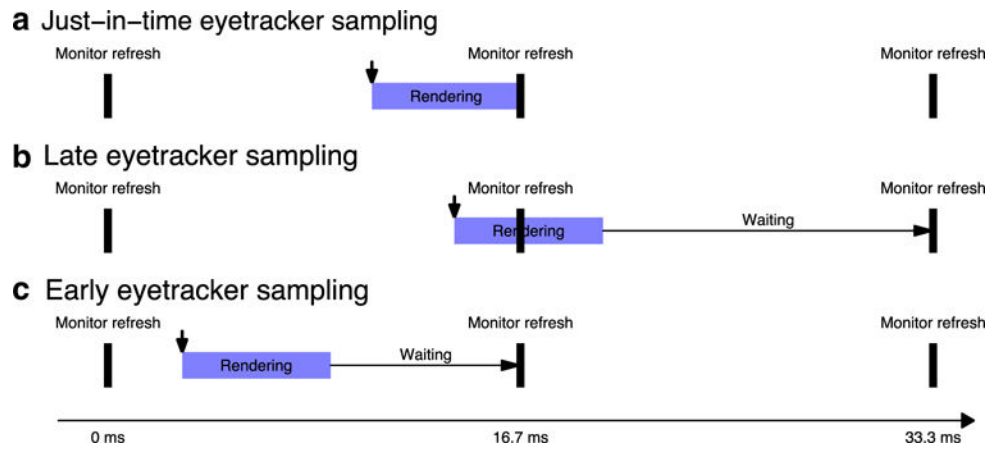 a Just-in-time eyetracker sampling
Monitor refresh Monitor refresh Monitor refresh
Rendering
b Late eyetracker sampling
Monitor refresh Monitor refresh Monitor refresh
Rendering Waiting
c Early eyetracker sampling
Monitor refresh Monitor refresh Monitor refresh
Rendering Waiting
0 ms 16.7 ms 33.3 ms